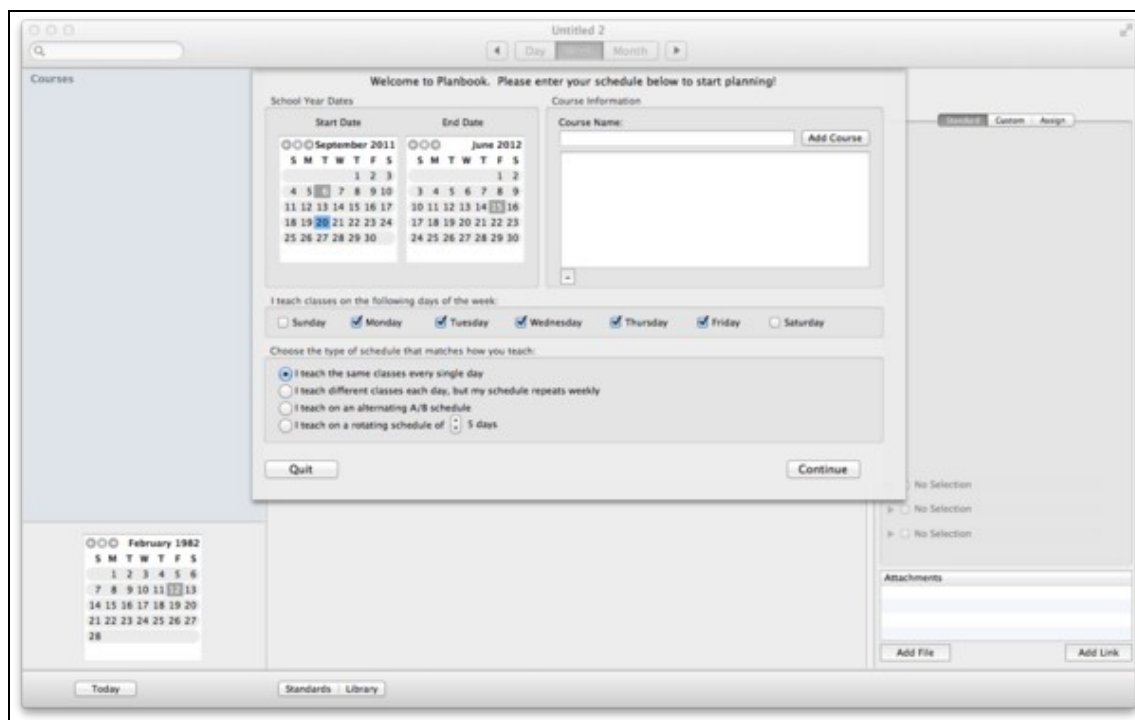 Untitled 2
Day Week Month
Courses
Welcome to Planbook. Please enter your schedule below to start planning!
School Year Dates
Course Information
Start Date End Date
Course Name:
Add Course
September 2011
S M T W T F S
1 2 3
4 5 6 7 8 9 10
11 12 13 14 15 16 17
18 19 20 21 22 23 24
25 26 27 28 29 30
June 2012
S M T W T F S
1 2
3 4 5 6 7 8 9
10 11 12 13 14 15 16
17 18 19 20 21 22 23
24 25 26 27 28 29 30
-
I teach classes on the following days of the week:
Sunday Monday Tuesday Wednesday Thursday Friday Saturday
Choose the type of schedule that matches how you teach:
I teach the same classes every single day
I teach different classes each day, but my schedule repeats weekly
I teach on an alternating A/B schedule
I teach on a rotating schedule of 5 days
Quit Continue
Standard Custom Assign
No Selection
No Selection
No Selection
February 1982
S M T W T F S
1 2 3 4 5 6
7 8 9 10 11 12 13
14 15 16 17 18 19 20
21 22 23 24 25 26 27
28
Attachments
Add File Add Link
Today Standards Library